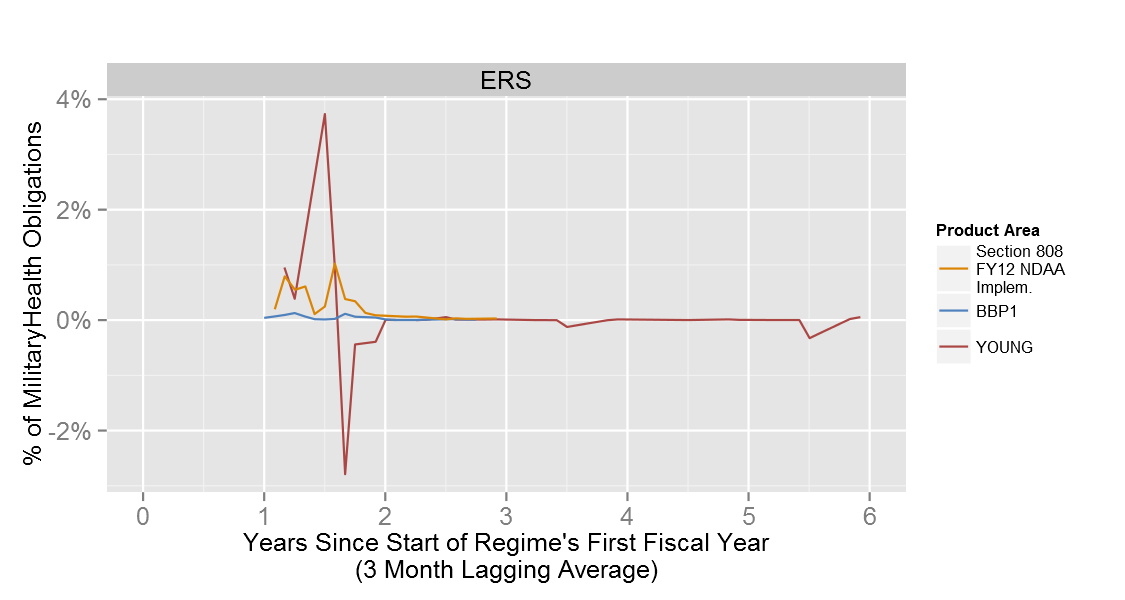 ERS
4%
2%
0%
-2%
% of MilitaryHealth Obligations
0 1 2 3 4 5 6
Years Since Start of Regime's First Fiscal Year
(3 Month Lagging Average)
Product Area
Section 808
FY12 NDAA
Implem.
BBP1
YOUNG